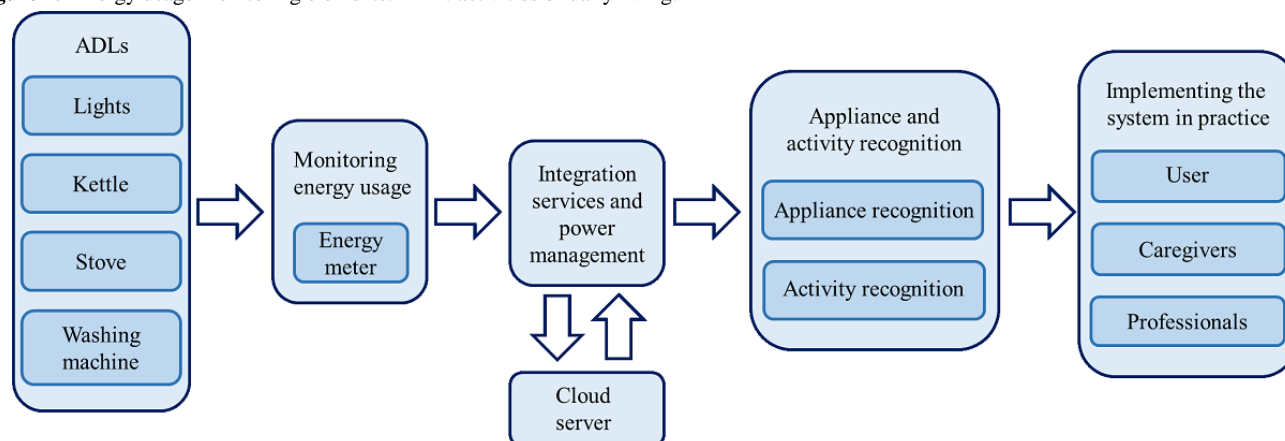 ADLs
Lights
Kettle
Stove
Washing
machine
Monitoring
energy usage
Energy
meter
Integration
services and
power
management
Cloud
server
Appliance and
activity recognition
Appliance recognition
Activity recognition
Implementing the
system in practice
User
Caregivers
Professionals